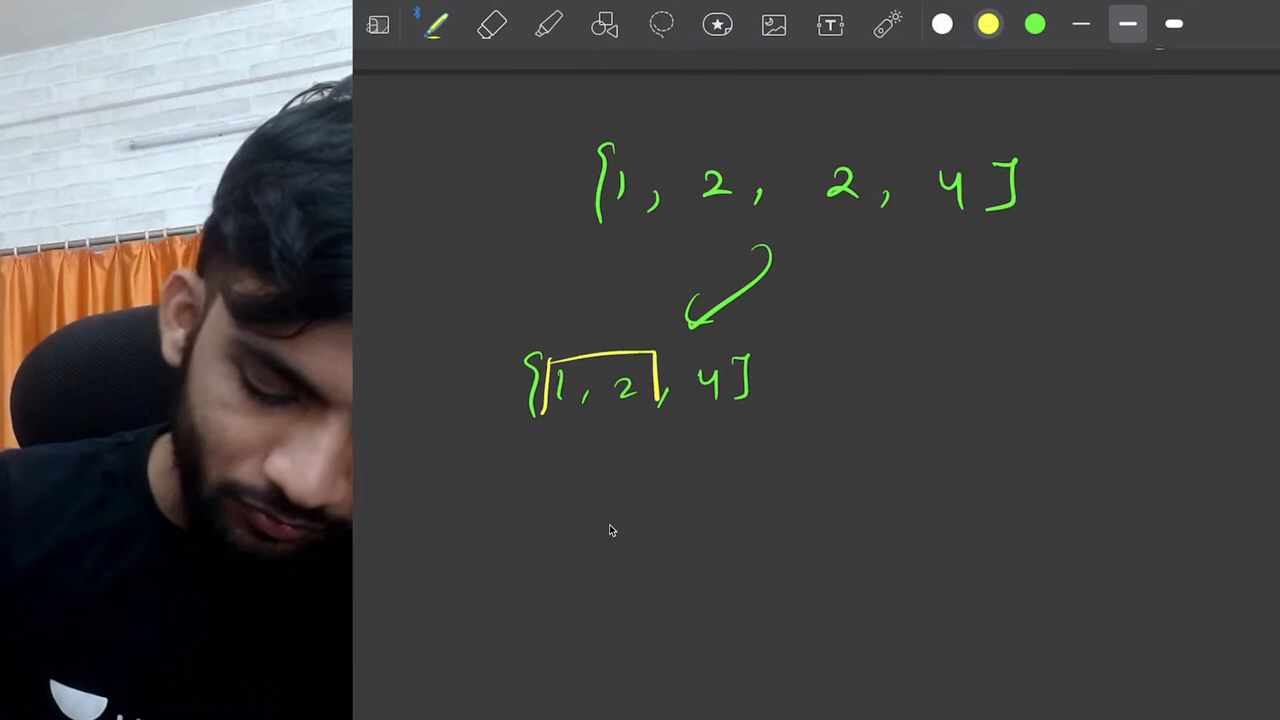 {1, 2, 2, 4]
{1, 2, 4]